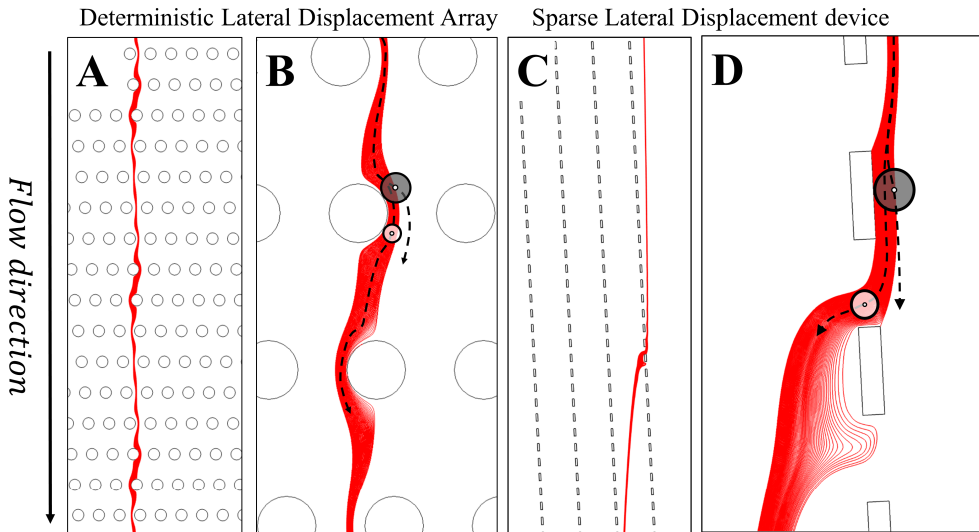 Deterministic Lateral Displacement Array
Sparse Lateral Displacement device
A
B
C
D
Flow direction